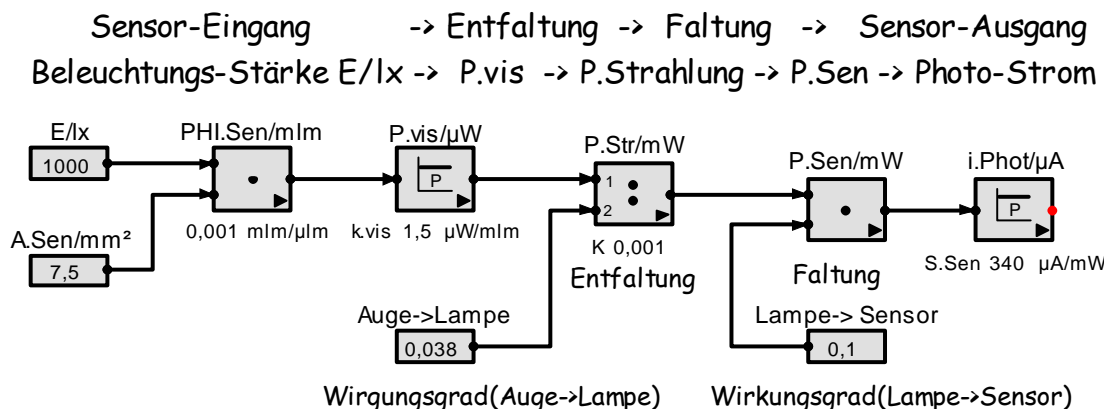 Sensor-Eingang -> Entfaltung -> Faltung -> Sensor-Ausgang
Beleuchtungs-Stärke E/lx -> P.vis -> P.Strahlung -> P.Sen -> Photo-Strom
E/lx
PHI.Sen/mlm
P.vis/µW
P.Str/mW
P.Sen/mW
i.Phot/µA
1000
P
1
2
P
A.Sen/mm²
0,001 mlm/µlm
k.vis 1,5 µW/mlm
K 0,001
S.Sen 340 µA/mW
7,5
Entfaltung
Faltung
Auge->Lampe
Lampe-> Sensor
0,038
0,1
Wirgungsgrad(Auge->Lampe)
Wirkungsgrad(Lampe->Sensor)